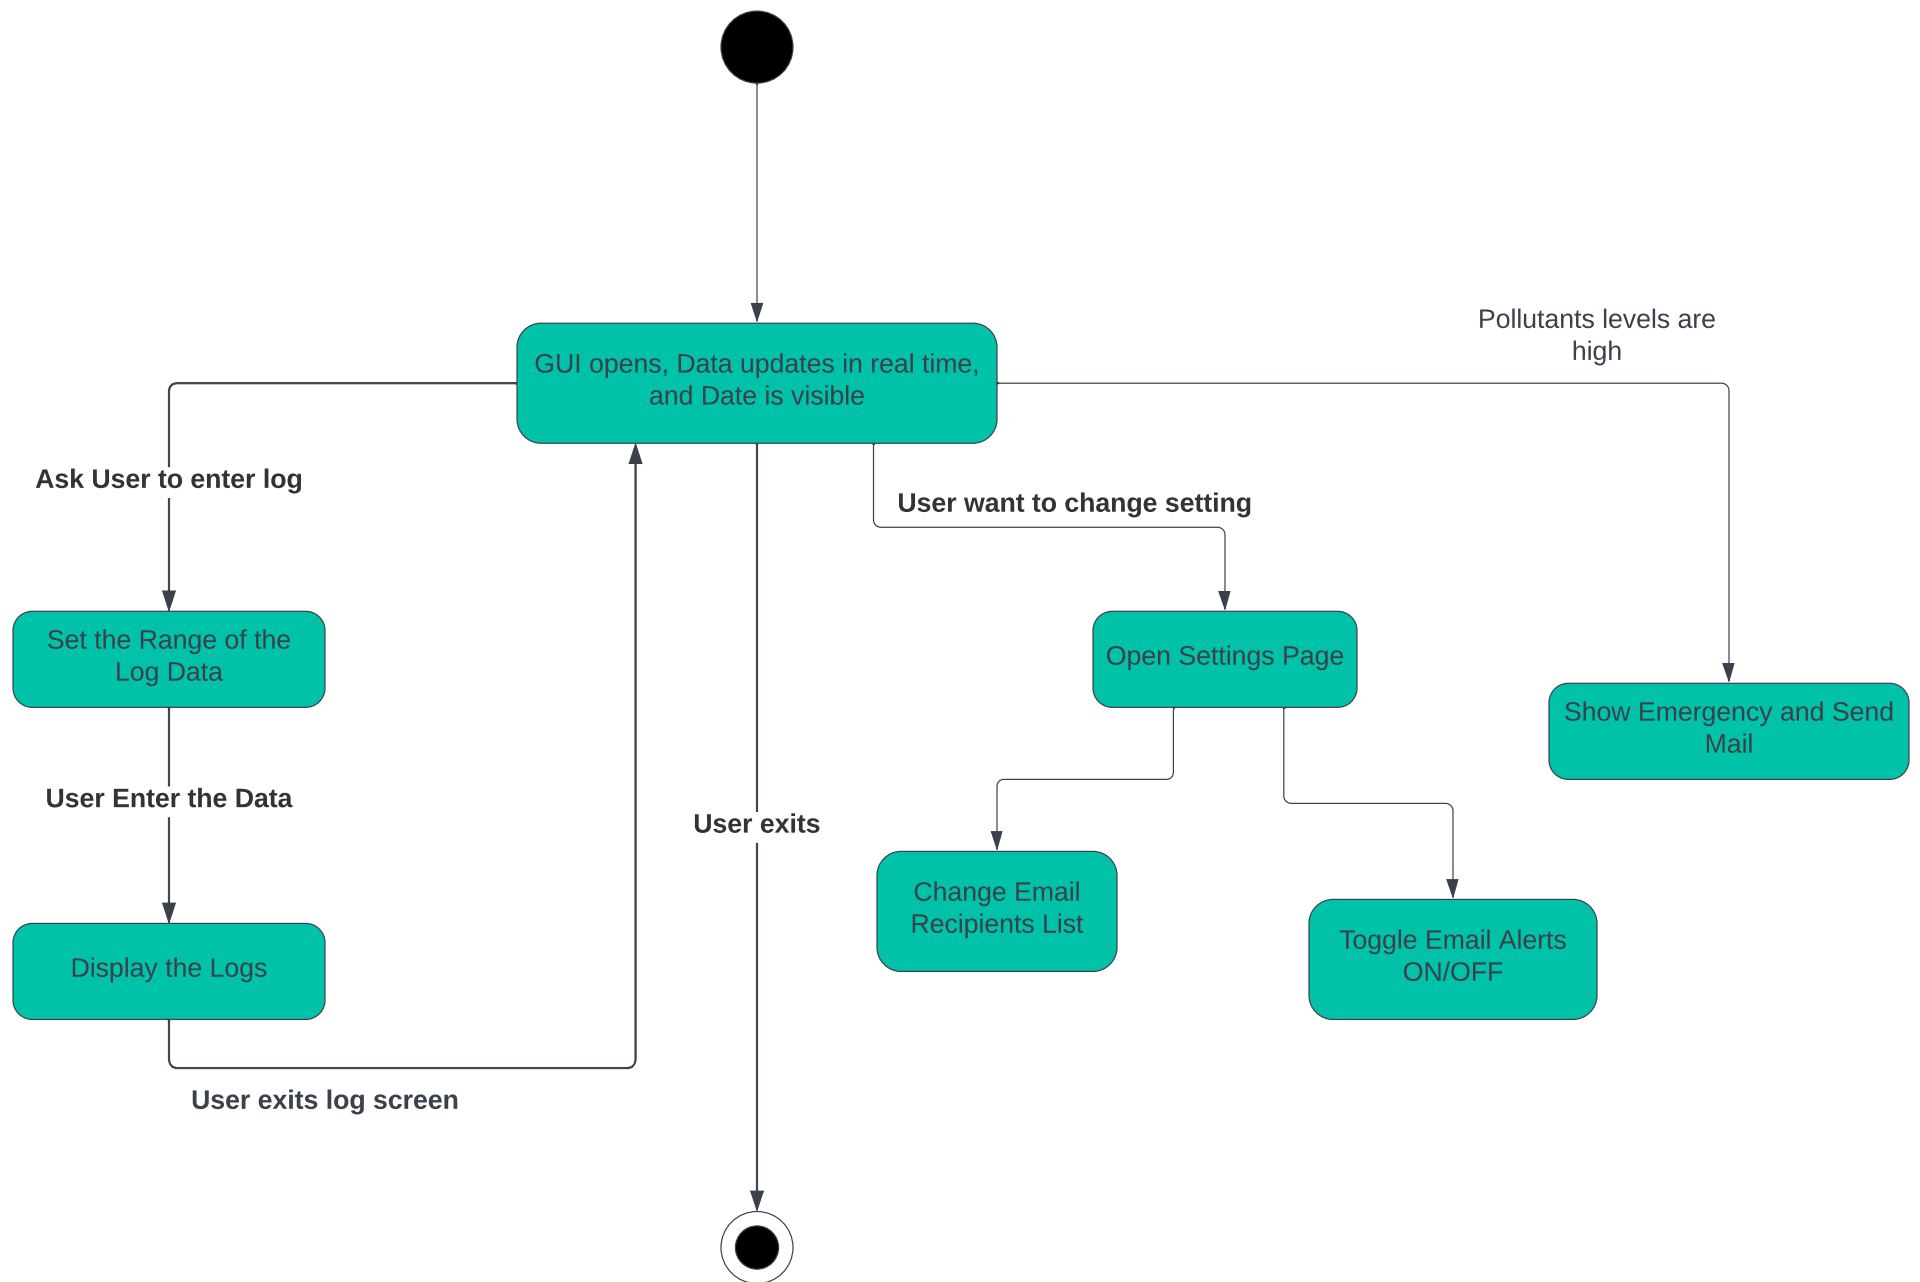 Pollutants levels are
high
GUI opens, Data updates in real time,
and Date is visible
Ask User to enter log
User want to change setting
Set the Range of the
Log Data
Open Settings Page
Show Emergency and Send
Mail
User Enter the Data
User exits
Change Email
Recipients List
Toggle Email Alerts
ON/OFF
Display the Logs
User exits log screen